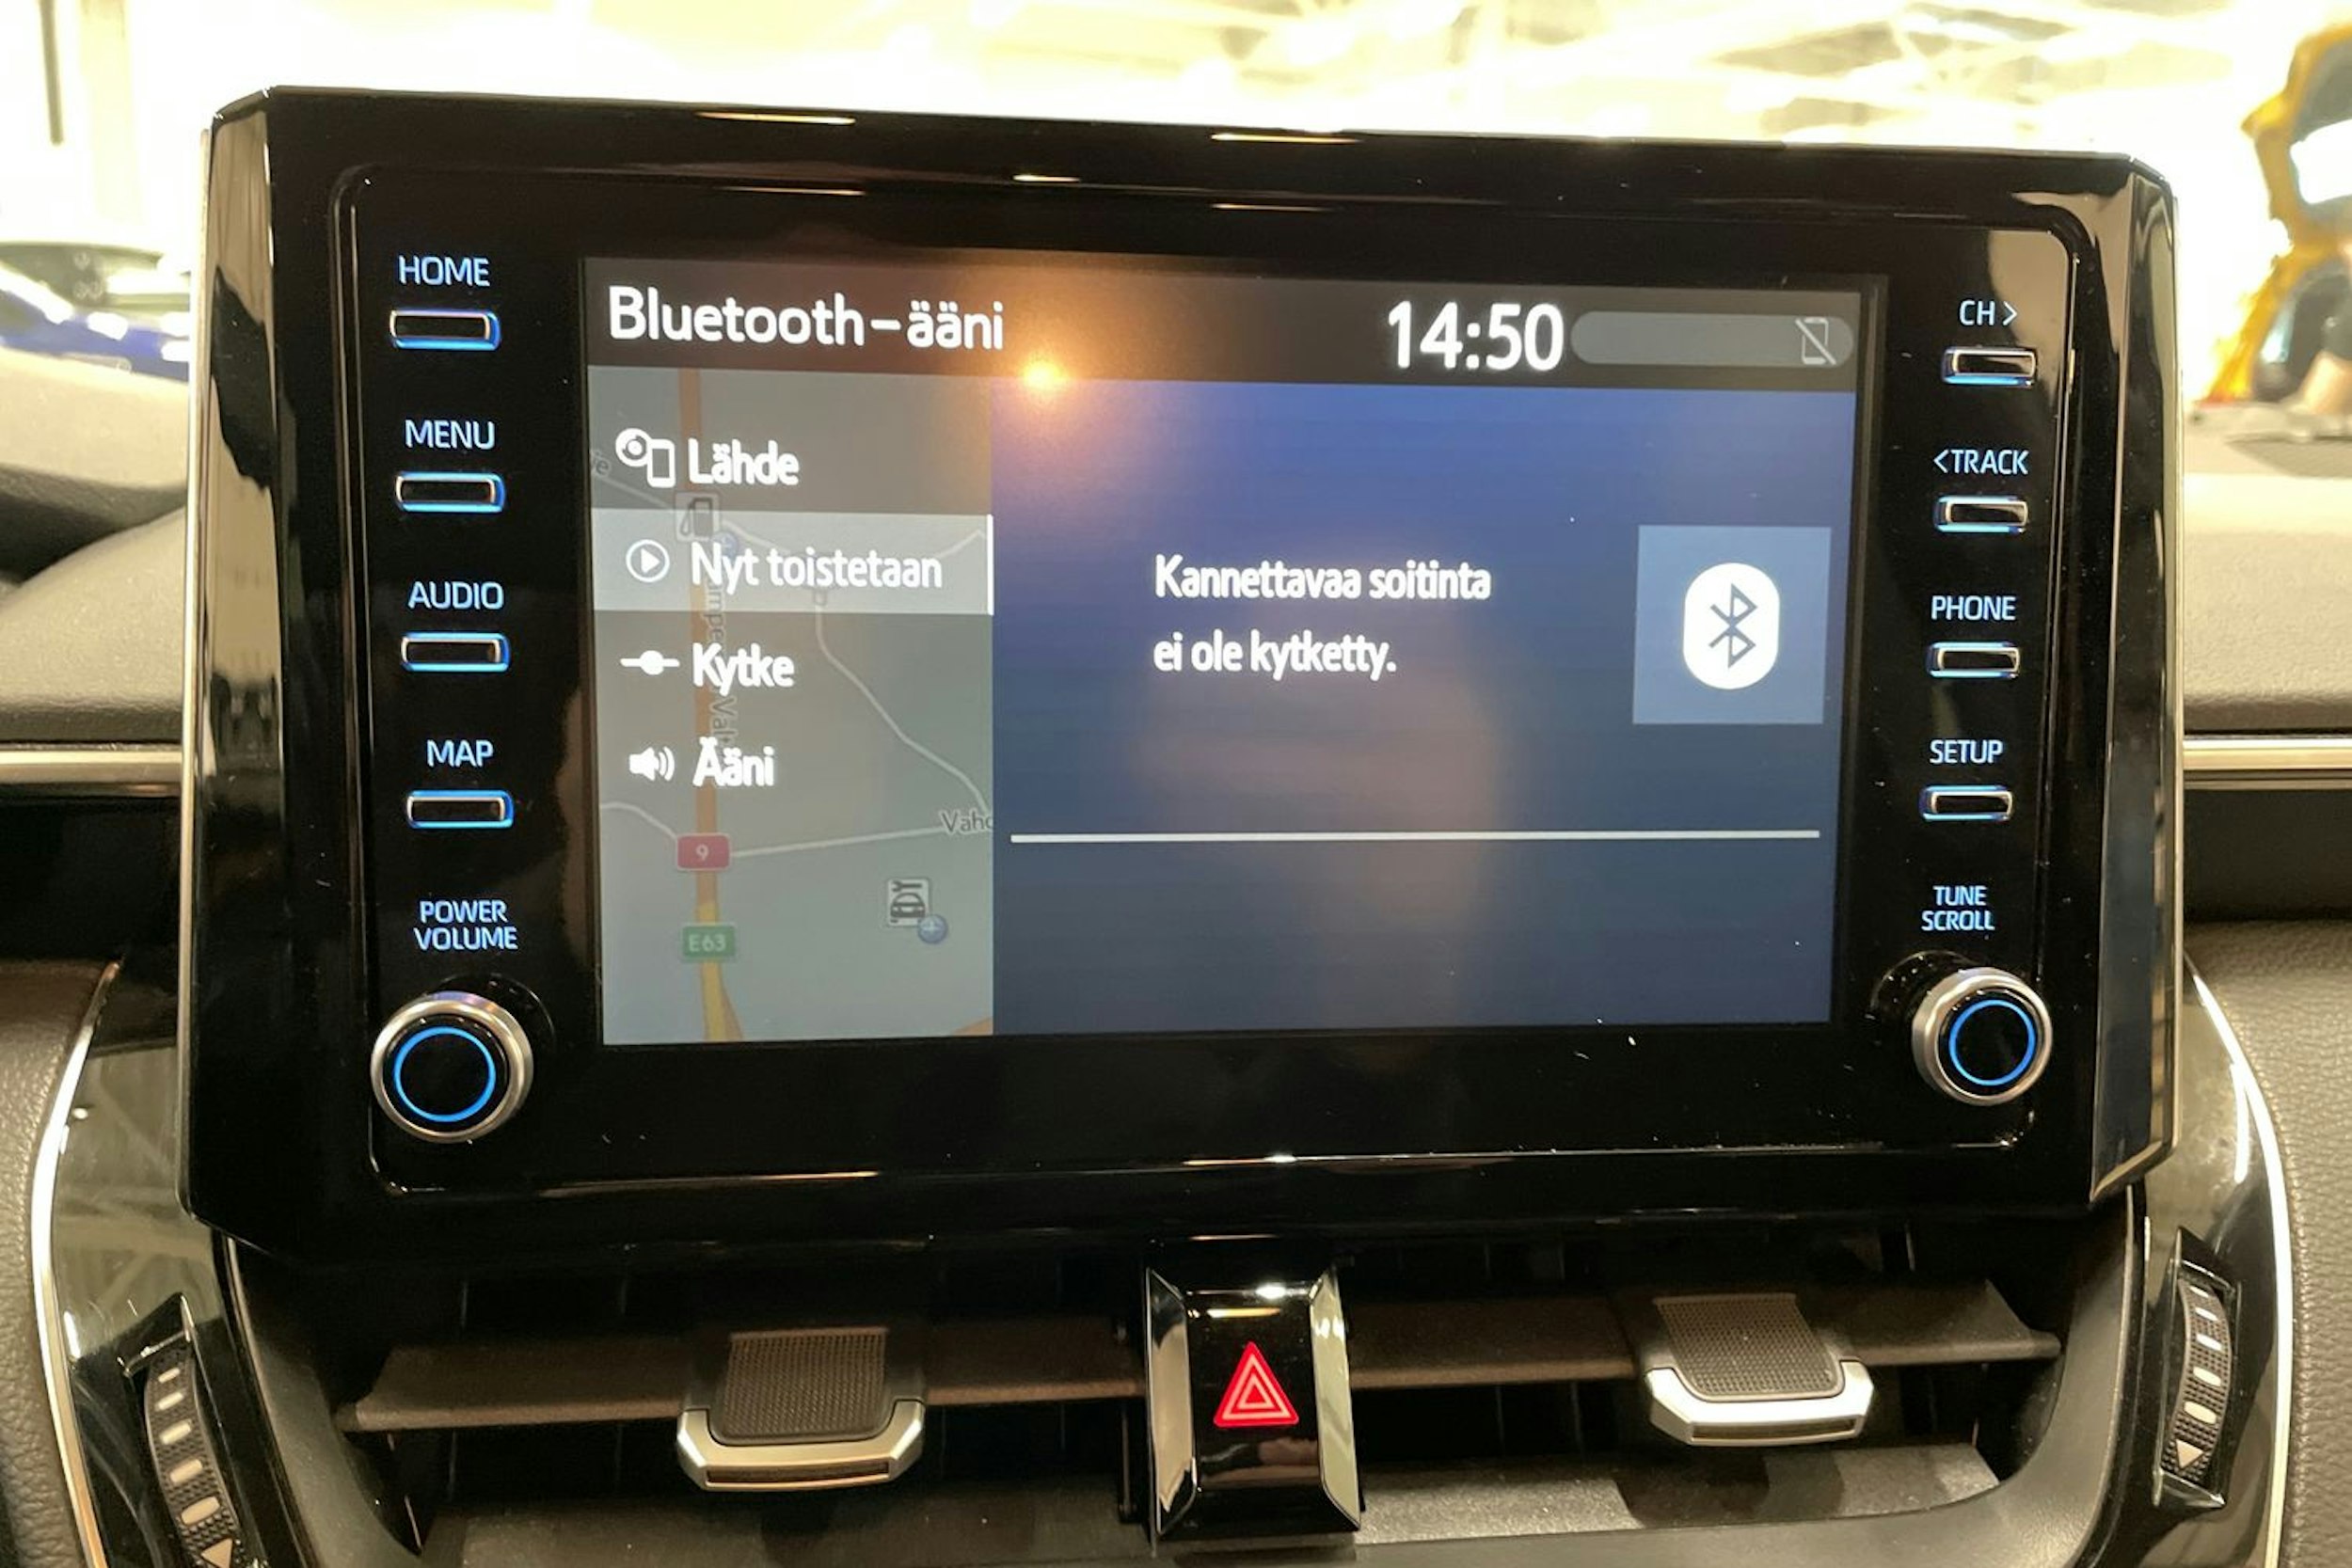 HOME
MENU
AUDIO
MAP
POWER
VOLUME
Bluetooth-ääni
14:50
Lähde
Nyt toistetaan
Kytke
Ääni
9
E63
Kannettavaa soitinta
ei ole kytketty.
CH>
<TRACK
PHONE
SETUP
TUNE
SCROLL